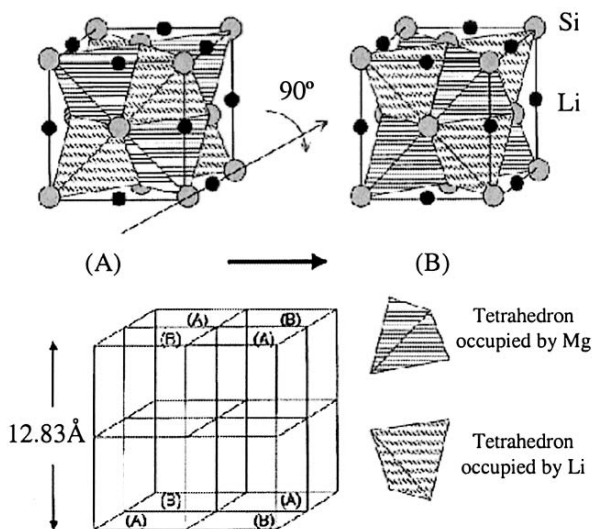 Si
90º
Li
(A)
(B)
(A)
(B)
(B)
(A)
Tetrahedron
occupied by Mg
12.83Å
Tetrahedron
occupied by Li
(B)
(A)
(A)
(B)